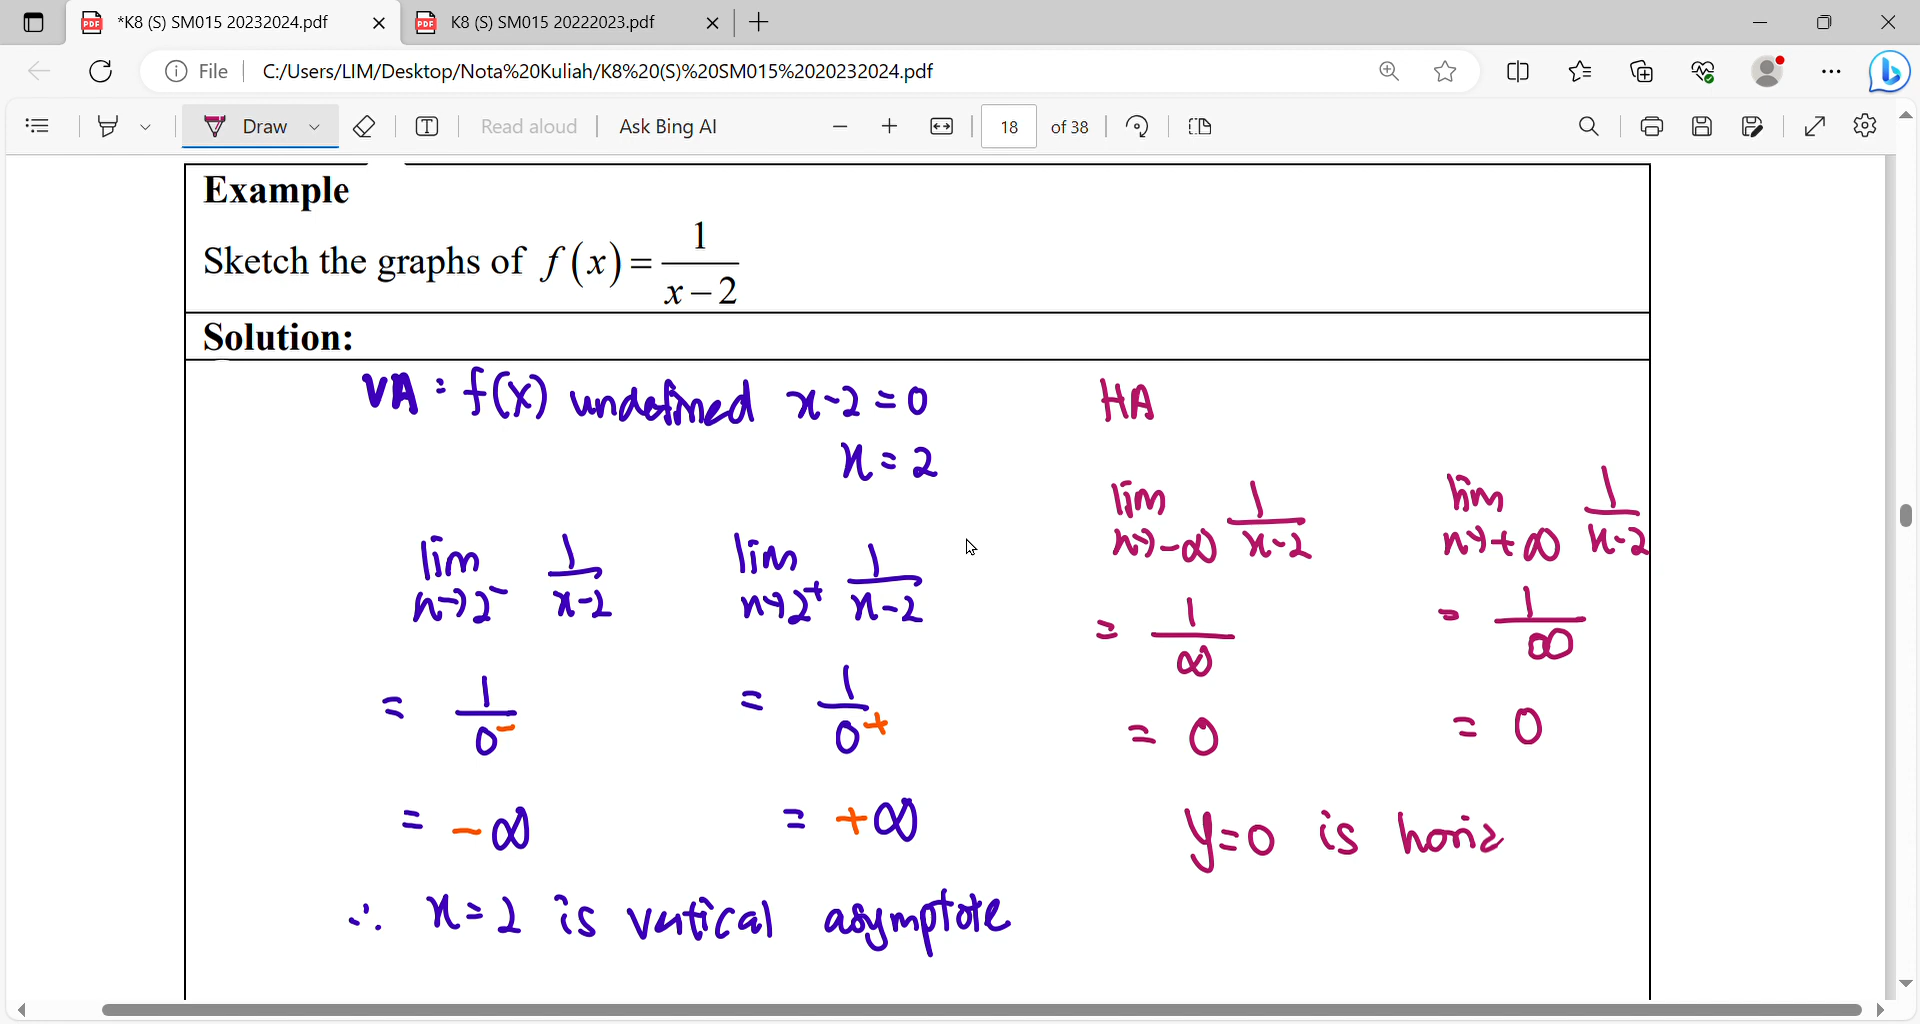 *K8 (S) SM015 20232024.pdf
K8 (S) SM015 20222023.pdf
File
C:/Users/LIM/Desktop/Nota%20Kuliah/K8%20(S)%20SM015%2020232024.pdf
Draw
Read aloud
Ask Bing AI
18 of 38
Example
Sketch the graphs of f(x) = 1/(x − 2)
Solution:
VA : f(x) undefined x-2 = 0
x = 2
lim x→2⁻ 1/(x-2)
lim x→2⁺ 1/(x-2)
= 1/0⁻
= 1/0⁺
= -∞
= +∞
∴ x = 2 is vertical asymptote
HA
lim x→-∞ 1/(x-2)
lim x→+∞ 1/(x-2)
= 1/∞
= 1/∞
= 0
= 0
y=0 is horiz